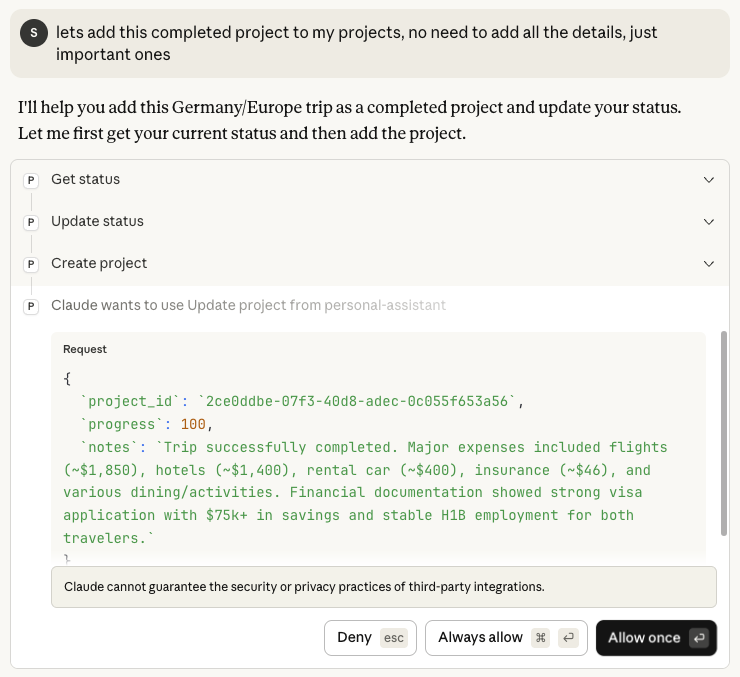 S
lets add this completed project to my projects, no need to add all the details, just
important ones
I'll help you add this Germany/Europe trip as a completed project and update your status.
Let me first get your current status and then add the project.
P Get status
P Update status
P Create project
P Claude wants to use Update project from personal-assistant
Request
{
`project_id`: `2ce0ddbe-07f3-40d8-adec-0c055f653a56`,
`progress`: 100,
`notes`: `Trip successfully completed. Major expenses included flights
(~$1,850), hotels (~$1,400), rental car (~$400), insurance (~$46), and
various dining/activities. Financial documentation showed strong visa
application with $75k+ in savings and stable H1B employment for both
travelers.`
}
Claude cannot guarantee the security or privacy practices of third-party integrations.
Deny esc Always allow ⌘ ⏎ Allow once ⏎